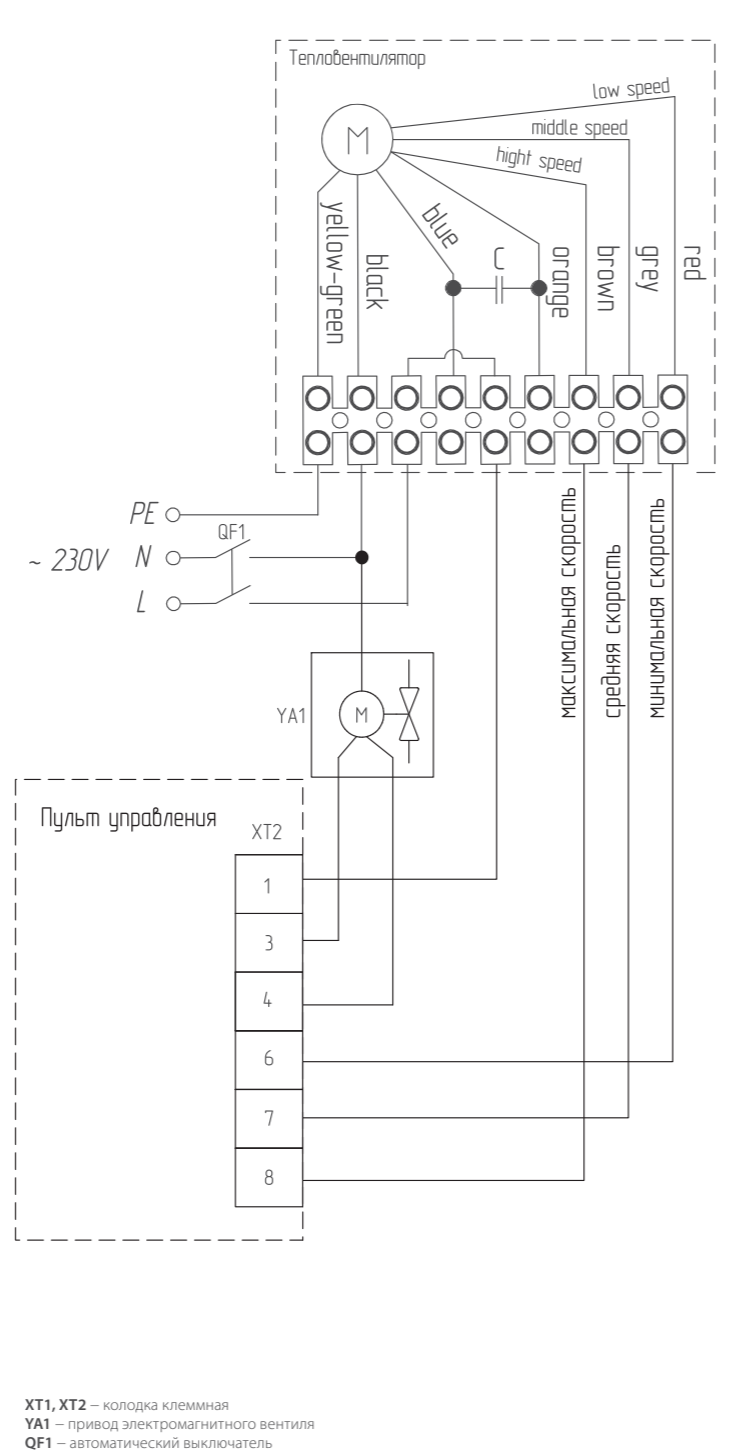 Тепловентилятор
low speed
middle speed
hight speed
M
yellow-green
black
blue
C
orange
brown
grey
red
PE
QF1
~ 230V
N
L
максимальная скорость
средняя скорость
минимальная скорость
YA1
M
Пульт управления
XT2
1
3
4
6
7
8
XT1, XT2 – колодка клеммная
YA1 – привод электромагнитного вентиля
QF1 – автоматический выключатель